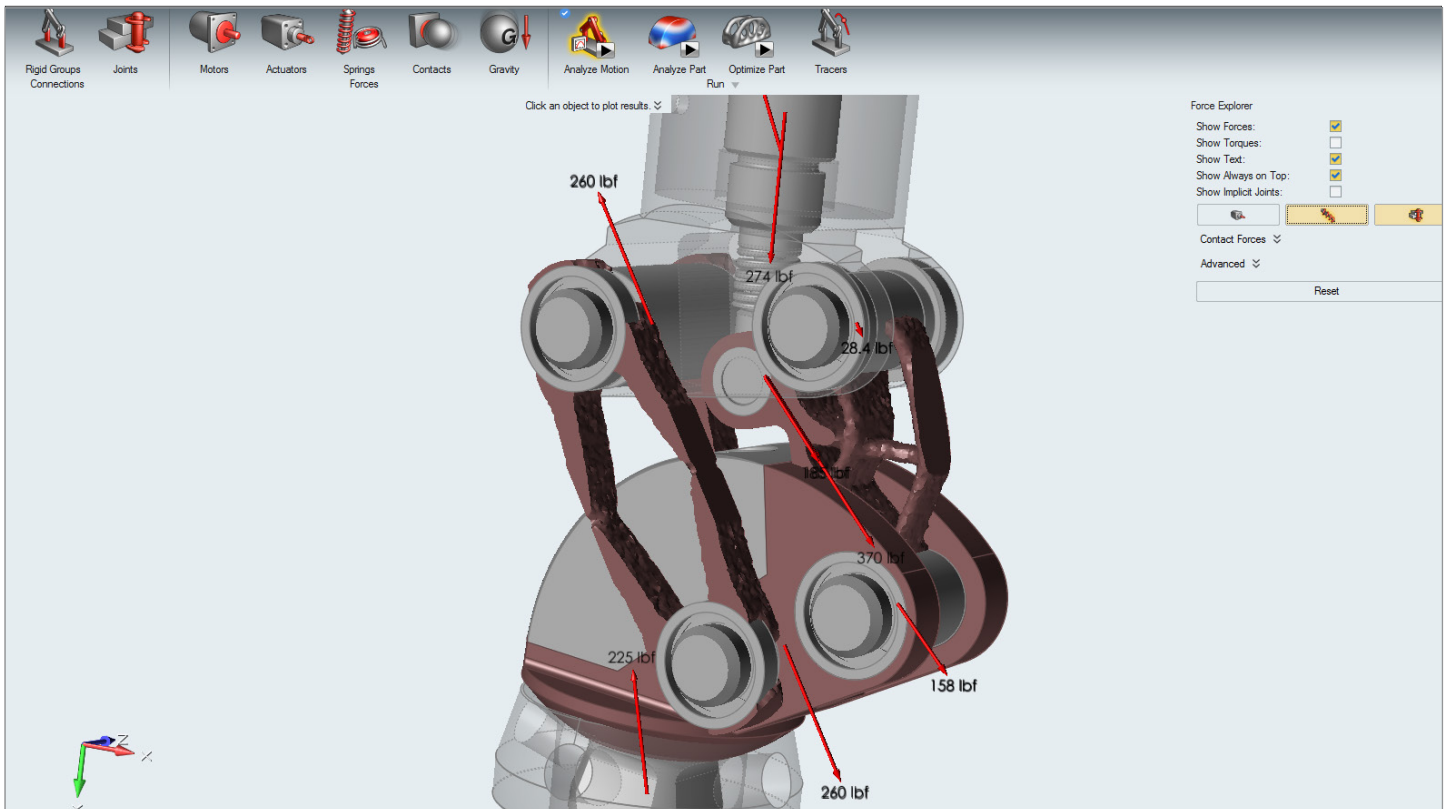 Rigid Groups
Joints
Motors
Actuators
Springs
Contacts
Gravity
Analyze Motion
Analyze Part
Optimize Part
Tracers
Connections
Forces
Run
G
Click an object to plot results.
Force Explorer
Show Forces:
Show Torques:
Show Text:
Show Always on Top:
Show Implicit Joints:
Contact Forces
Advanced
Reset
260 lbf
274 lbf
28.4 lbf
185 lbf
370 lbf
225 lbf
158 lbf
260 lbf
Z
X